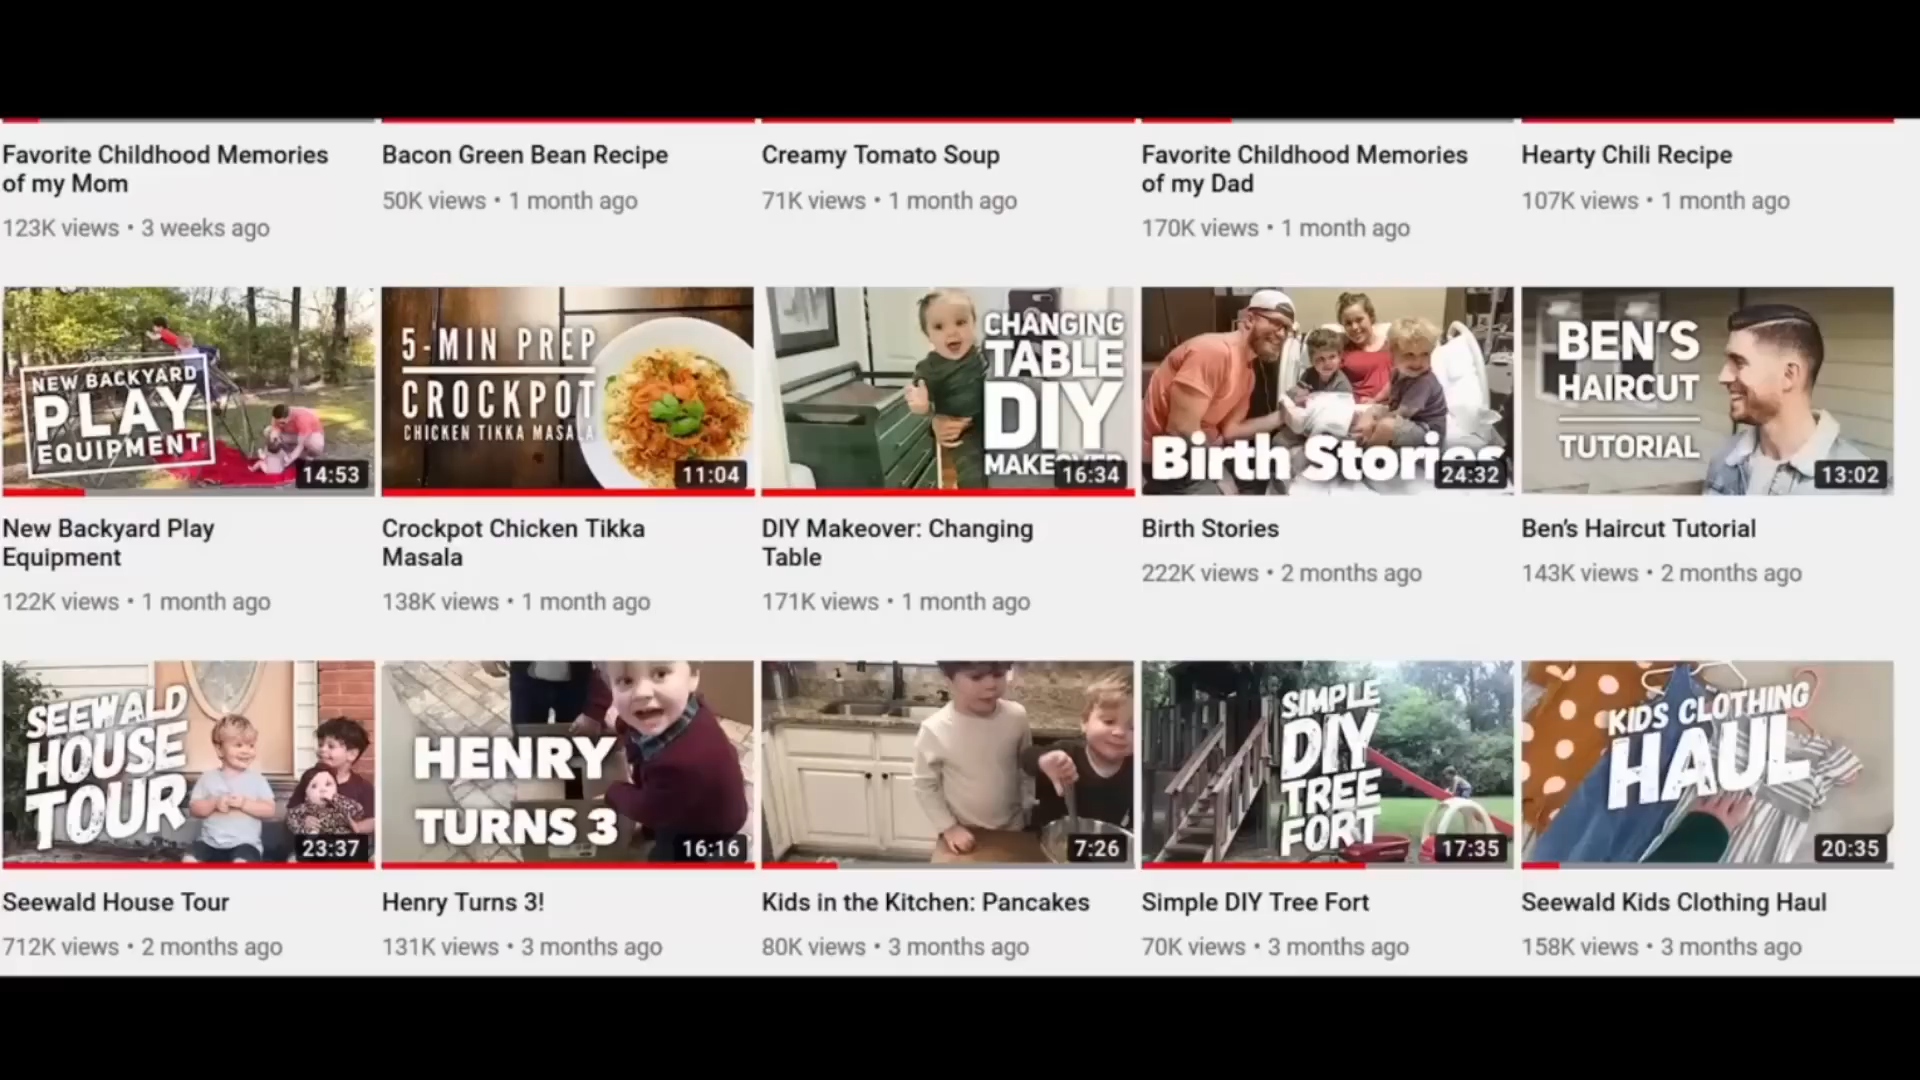 Favorite Childhood Memories
of my Mom
123K views • 3 weeks ago
Bacon Green Bean Recipe
50K views • 1 month ago
Creamy Tomato Soup
71K views • 1 month ago
Favorite Childhood Memories
of my Dad
170K views • 1 month ago
Hearty Chili Recipe
107K views • 1 month ago
NEW BACKYARD
PLAY
EQUIPMENT
14:53
New Backyard Play
Equipment
122K views • 1 month ago
5-MIN PREP
CROCKPOT
CHICKEN TIKKA MASALA
11:04
Crockpot Chicken Tikka
Masala
138K views • 1 month ago
CHANGING
TABLE
DIY
16:34
DIY Makeover: Changing
Table
171K views • 1 month ago
Birth Stories
24:32
Birth Stories
222K views • 2 months ago
BEN'S
HAIRCUT
TUTORIAL
13:02
Ben's Haircut Tutorial
143K views • 2 months ago
SEEWALD
HOUSE
TOUR
23:37
Seewald House Tour
712K views • 2 months ago
HENRY
TURNS 3
16:16
Henry Turns 3!
131K views • 3 months ago
7:26
Kids in the Kitchen: Pancakes
80K views • 3 months ago
SIMPLE
DIY
TREE
FORT
17:35
Simple DIY Tree Fort
70K views • 3 months ago
KIDS CLOTHING
HAUL
20:35
Seewald Kids Clothing Haul
158K views • 3 months ago